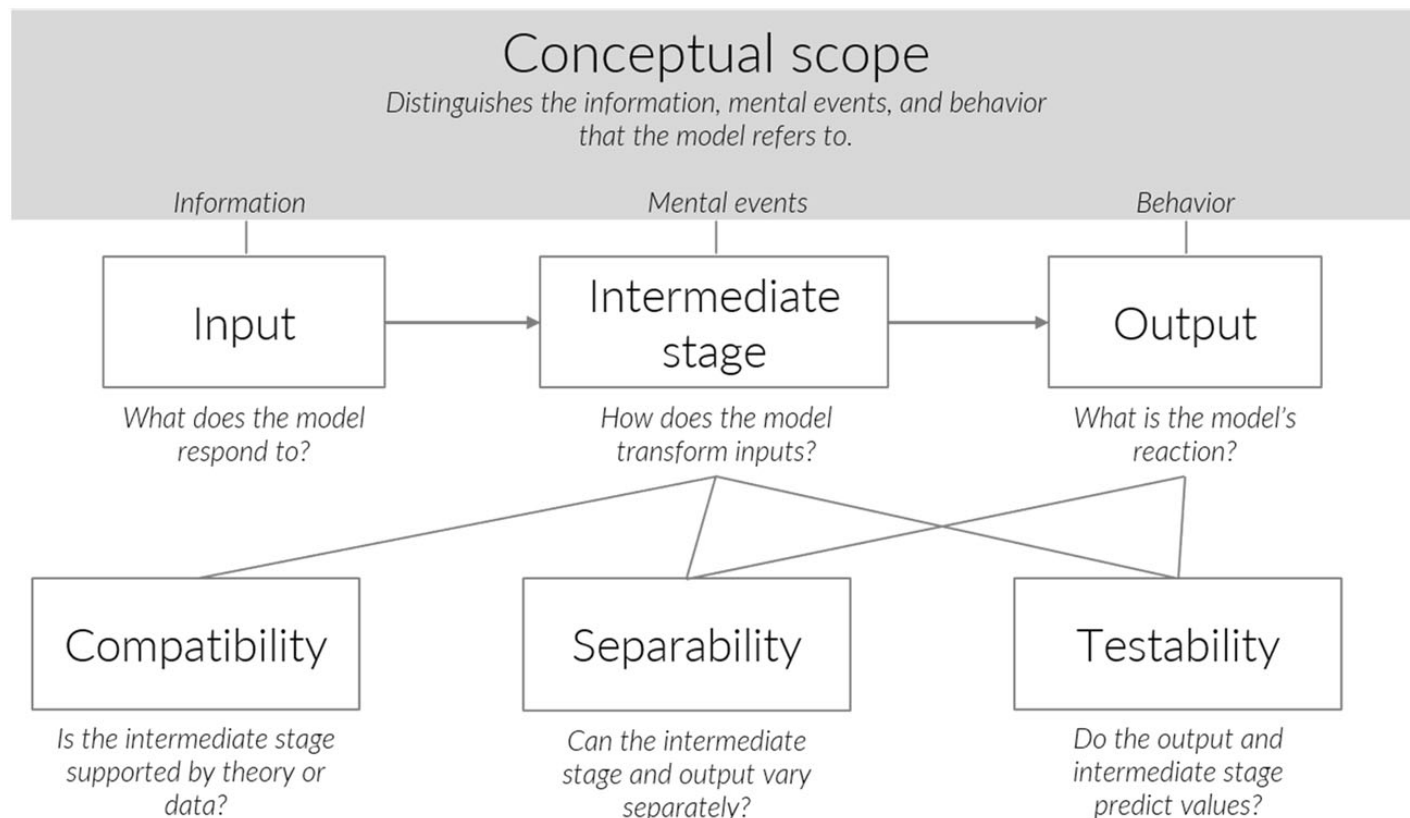 Conceptual scope
Distinguishes the information, mental events, and behavior
that the model refers to.
Information
Mental events
Behavior
Input
Intermediate
stage
Output
What does the model
respond to?
How does the model
transform inputs?
What is the model's
reaction?
Compatibility
Separability
Testability
Is the intermediate stage
supported by theory or
data?
Can the intermediate
stage and output vary
separately?
Do the output and
intermediate stage
predict values?